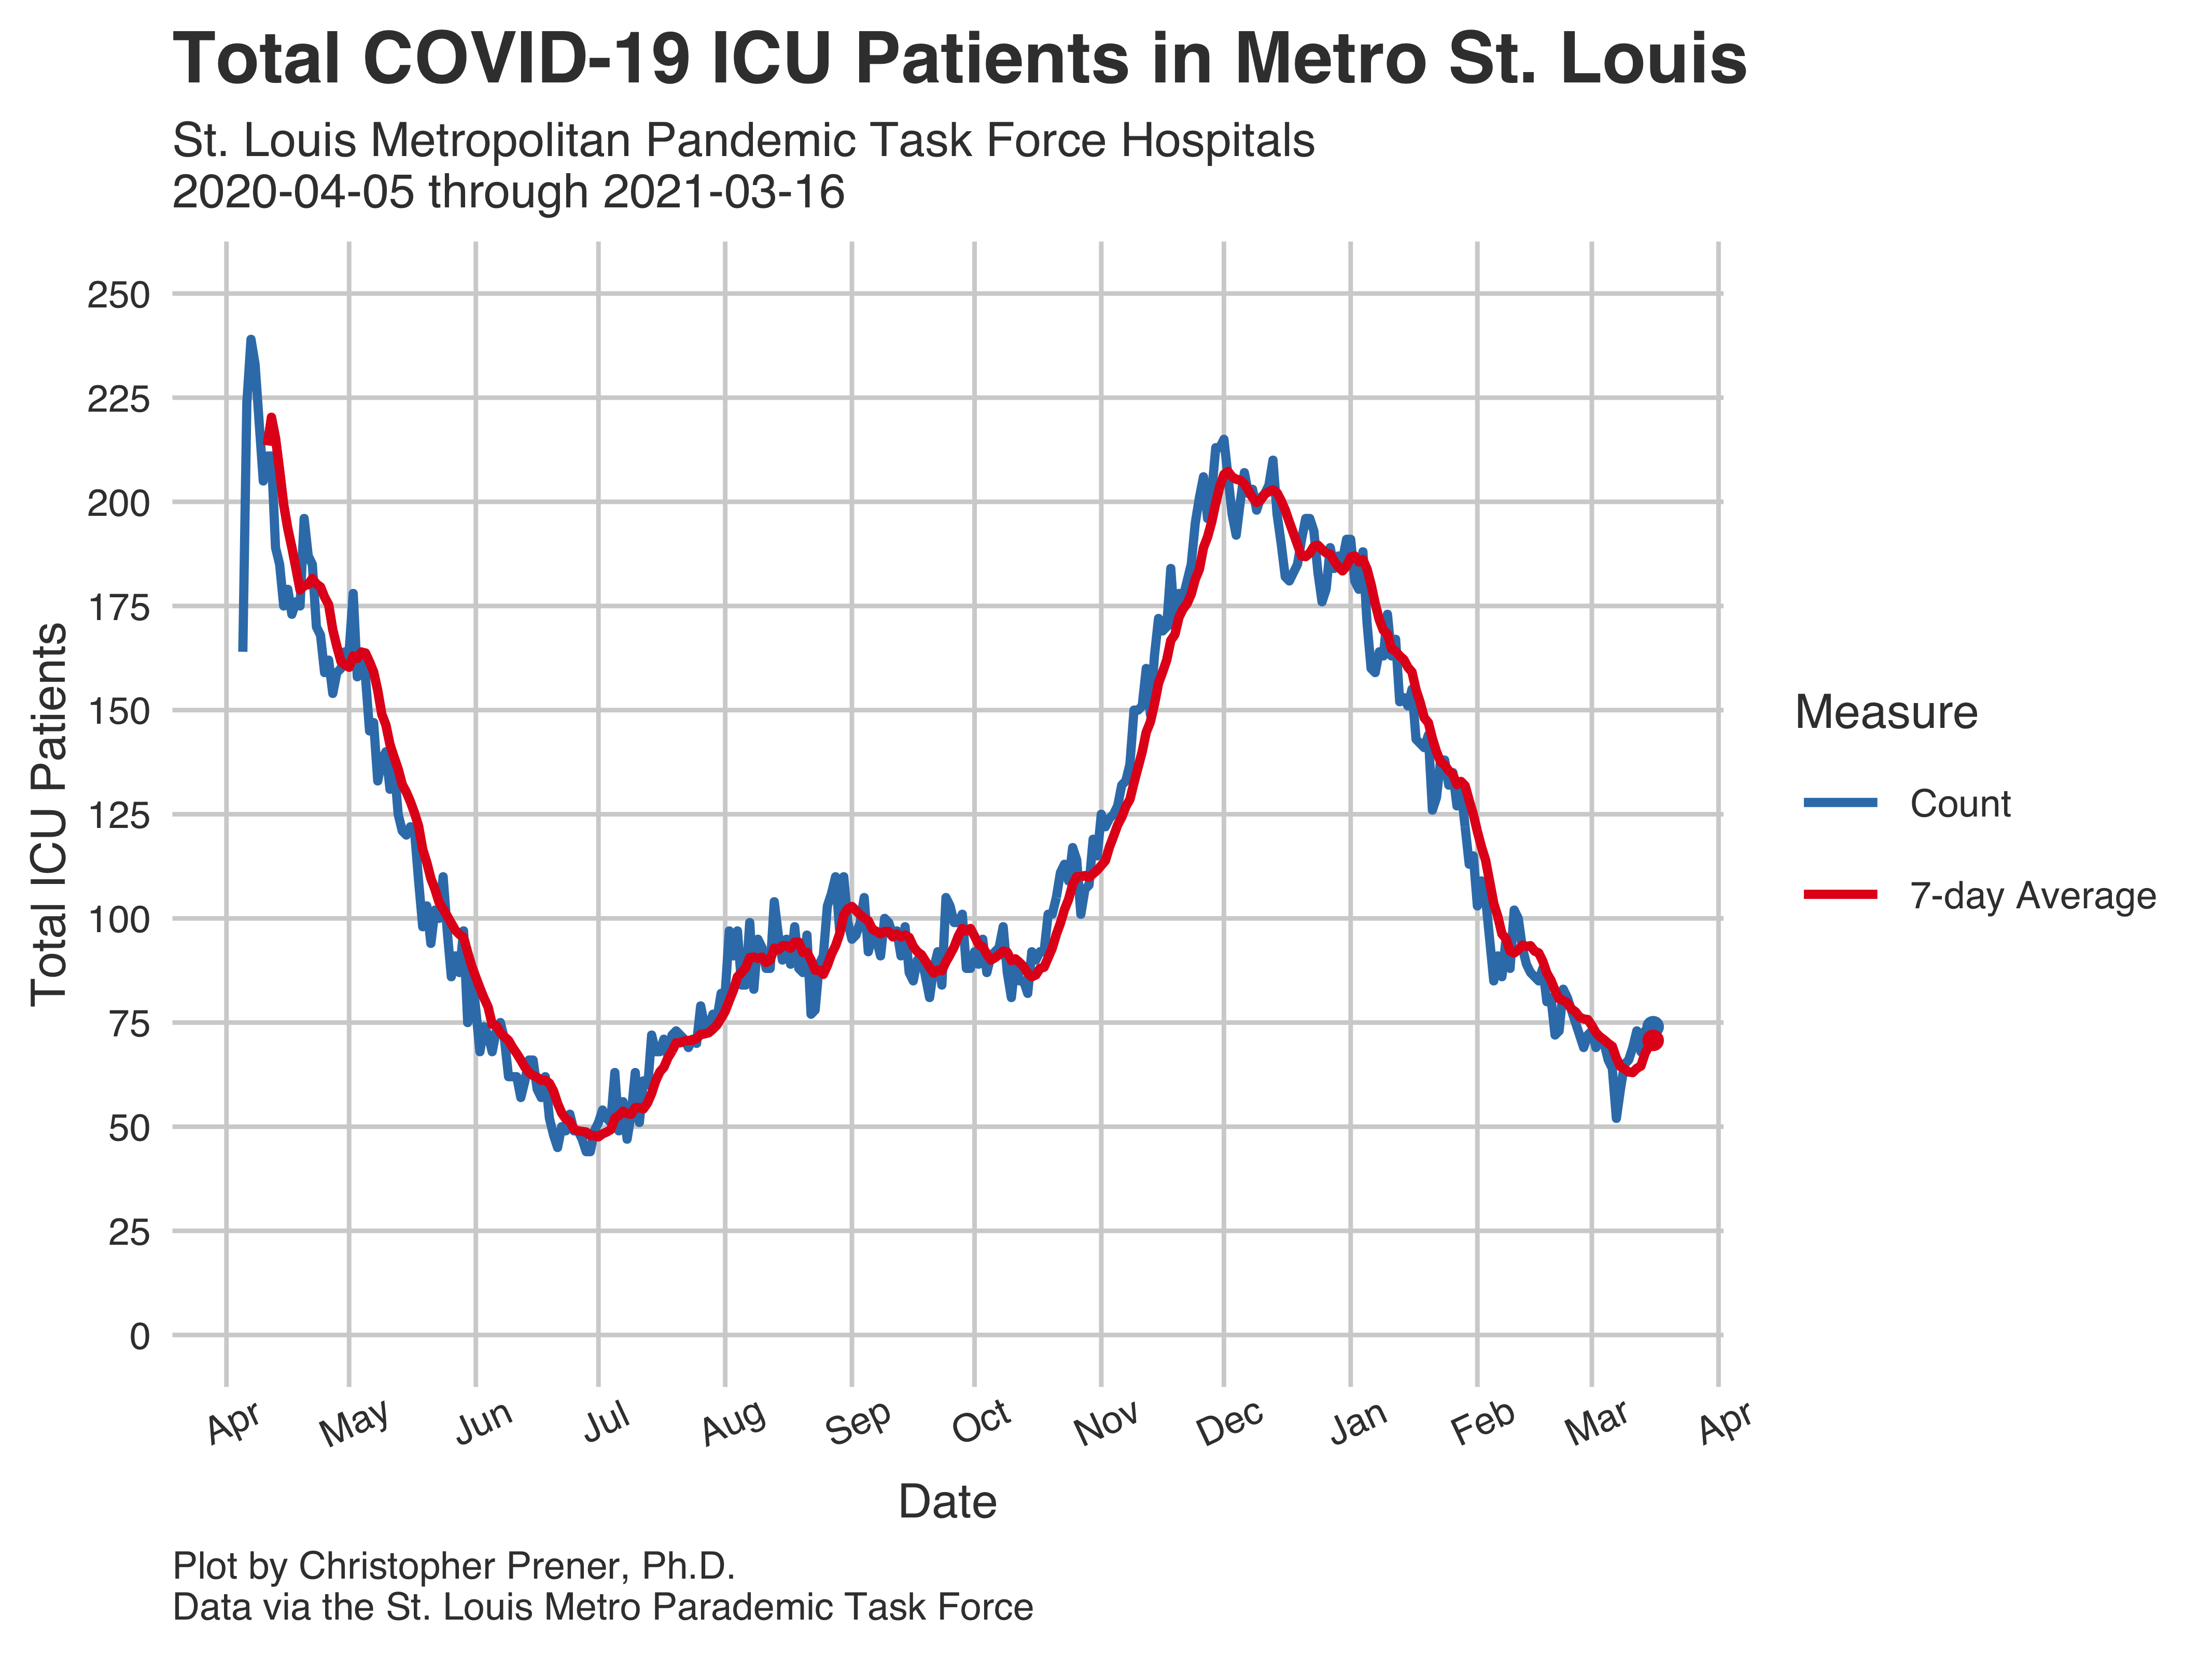 Total COVID-19 ICU Patients in Metro St. Louis
St. Louis Metropolitan Pandemic Task Force Hospitals
2020-04-05 through 2021-03-16
Total ICU Patients
250
225
200
175
150
125
100
75
50
25
0
Apr May Jun Jul Aug Sep Oct Nov Dec Jan Feb Mar Apr
Date
Measure
Count
7-day Average
Plot by Christopher Prener, Ph.D.
Data via the St. Louis Metro Parademic Task Force